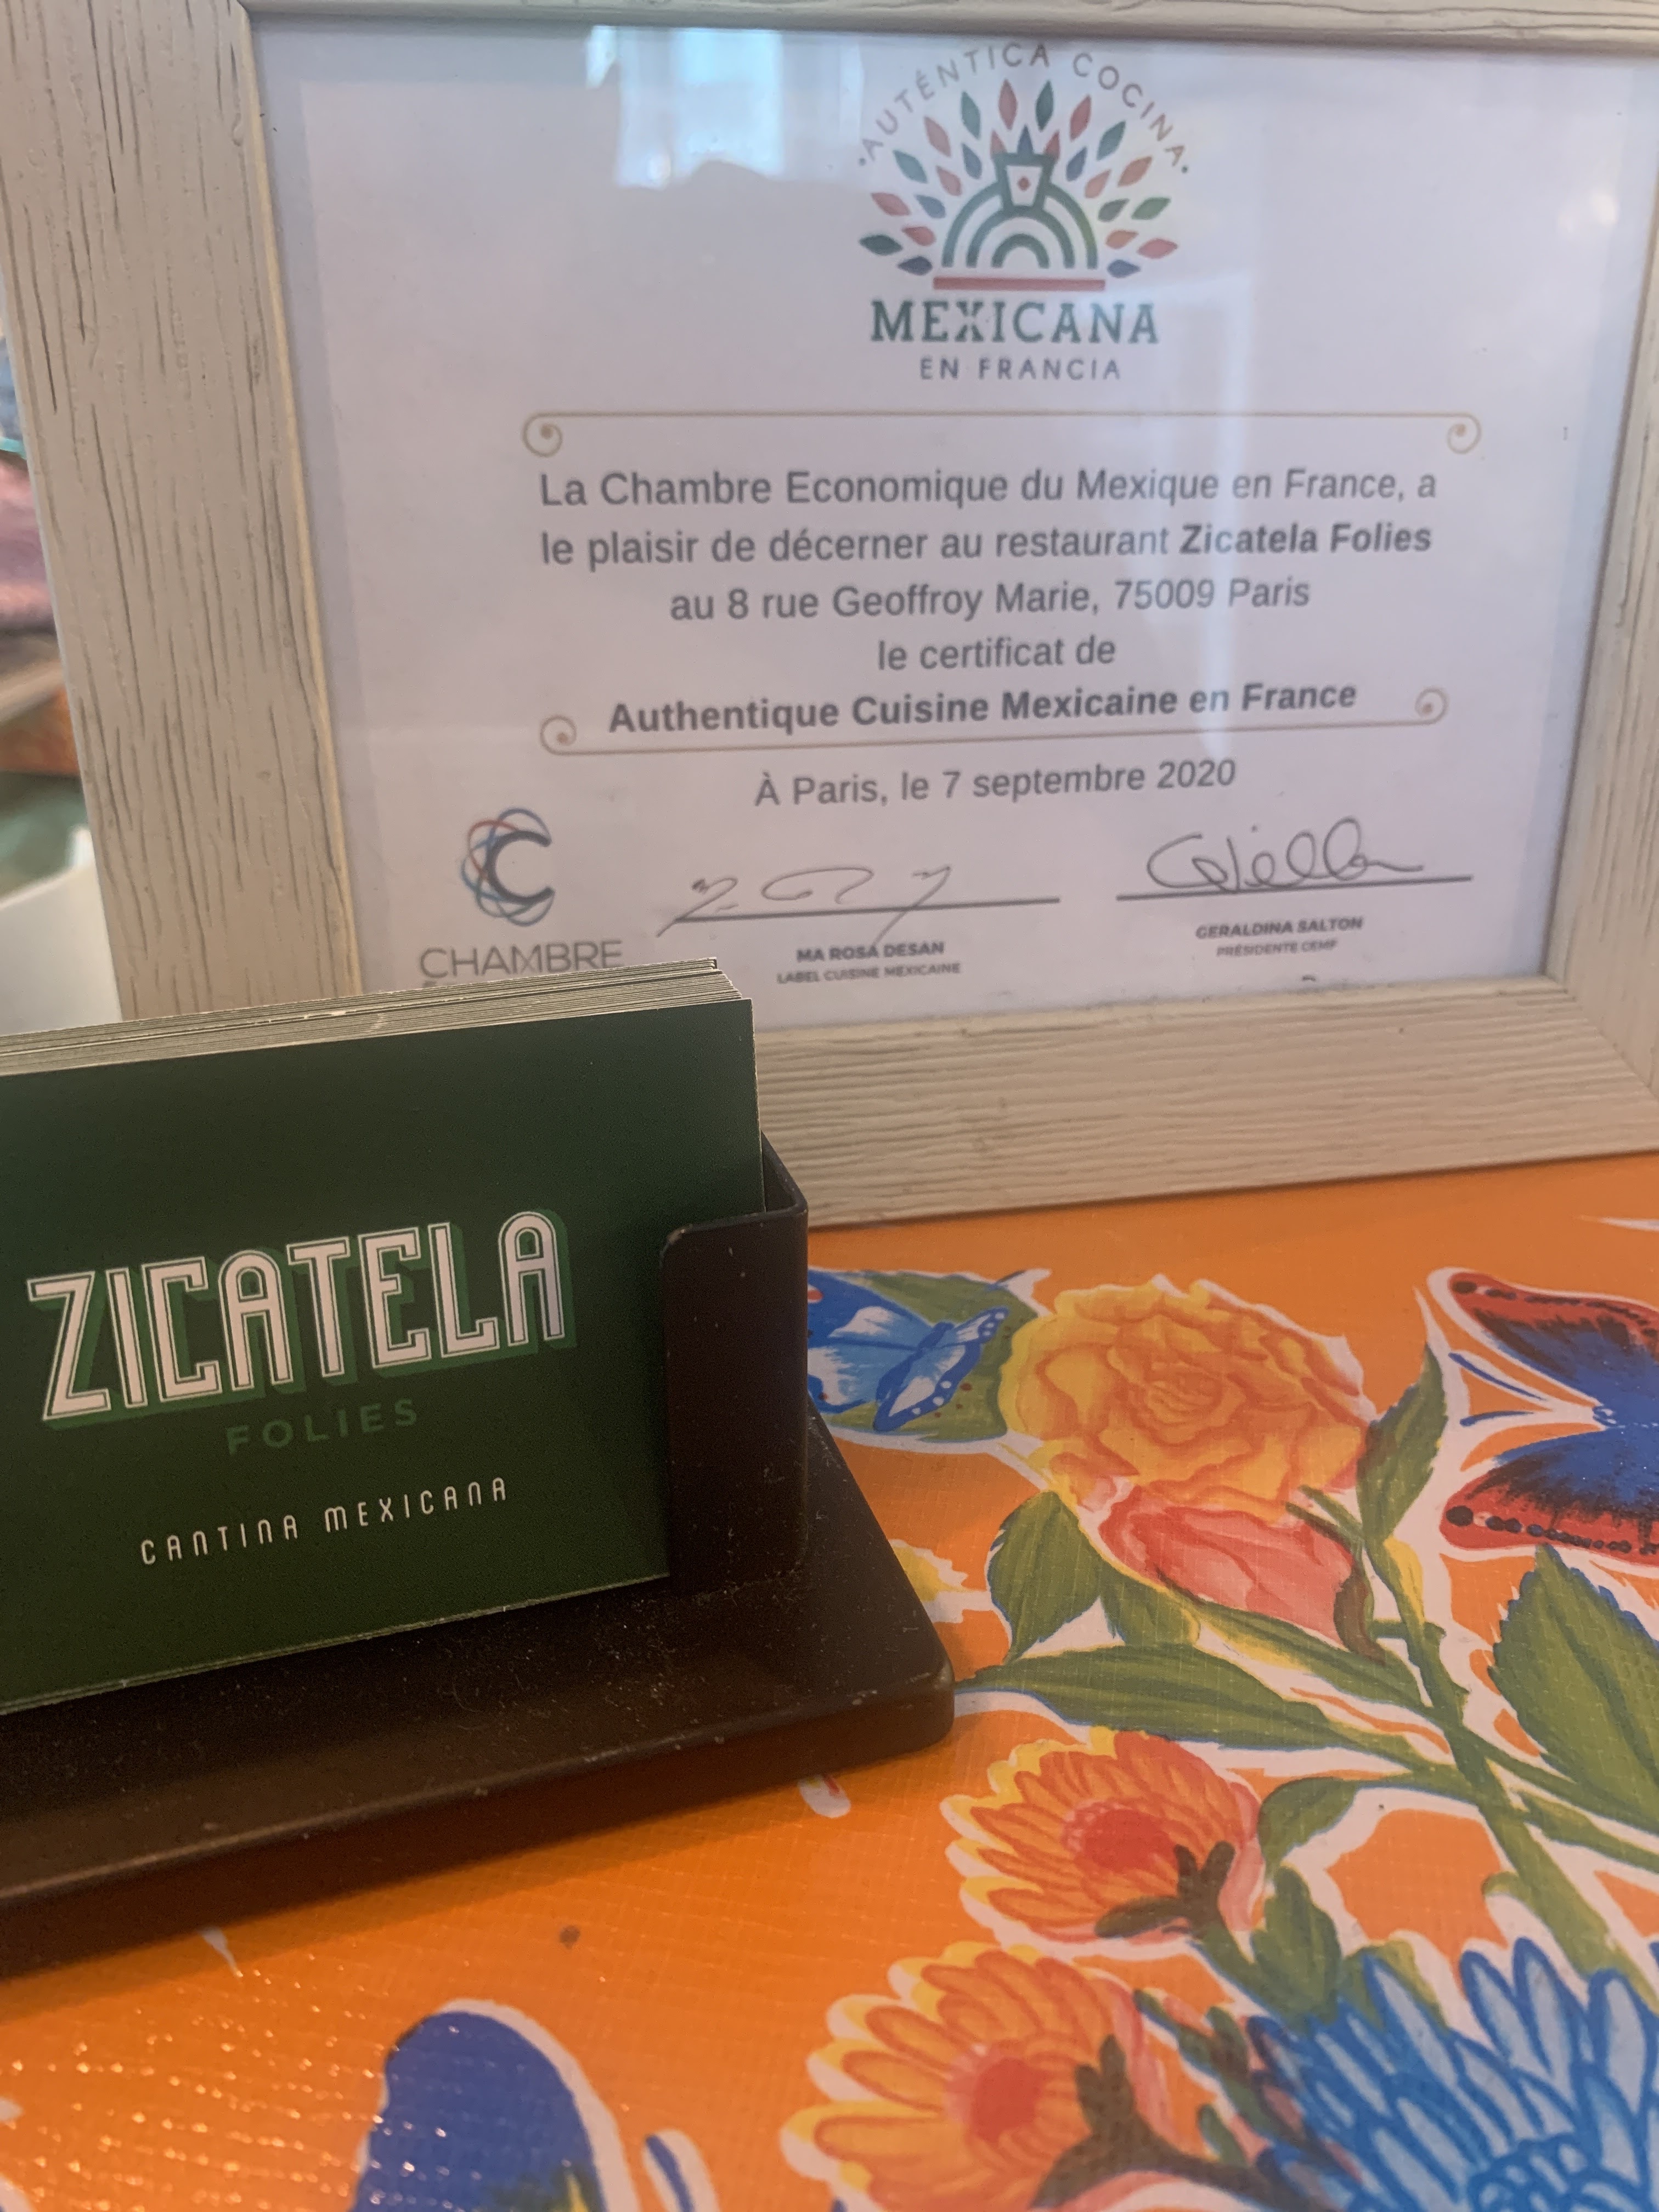 ·AUTÉNTICA COCINA·
MEXICANA
EN FRANCIA
La Chambre Economique du Mexique en France, a
le plaisir de décerner au restaurant Zicatela Folies
au 8 rue Geoffroy Marie, 75009 Paris
le certificat de
Authentique Cuisine Mexicaine en France
À Paris, le 7 septembre 2020
CHAMBRE
MA ROSA DESAN
LABEL CUISINE MEXICAINE
GERALDINA SALTON
PRÉSIDENTE CEMF
ZICATELA
FOLIES
CANTINA MEXICANA